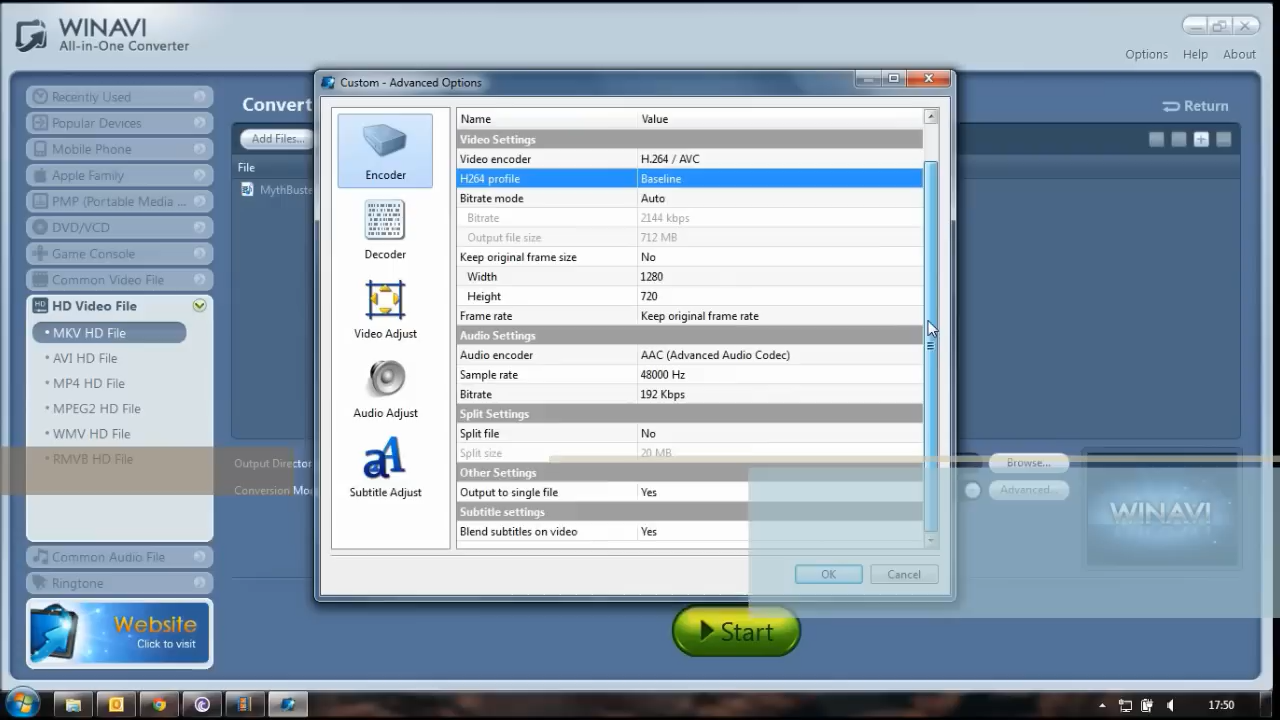 WINAVI
All-in-One Converter
Options Help About
Recently Used
Popular Devices
Mobile Phone
Apple Family
PMP (Portable Media ...
DVD/VCD
Game Console
Common Video File
HD Video File
• MKV HD File
• AVI HD File
• MP4 HD File
• MPEG2 HD File
• WMV HD File
• RMVB HD File
Common Audio File
Ringtone
Website
Click to visit
Convert
Return
Add Files...
File
MythBuste
Output Director
Conversion Mo
Browse...
Advanced...
WINAVI
Start
Custom - Advanced Options
Encoder
Decoder
Video Adjust
Audio Adjust
Subtitle Adjust
Name Value
Video Settings
Video encoder H.264 / AVC
H264 profile Baseline
Bitrate mode Auto
Bitrate 2144 kbps
Output file size 712 MB
Keep original frame size No
Width 1280
Height 720
Frame rate Keep original frame rate
Audio Settings
Audio encoder AAC (Advanced Audio Codec)
Sample rate 48000 Hz
Bitrate 192 Kbps
Split Settings
Split file No
Split size 20 MB
Other Settings
Output to single file Yes
Subtitle settings
Blend subtitles on video Yes
OK Cancel
17:50